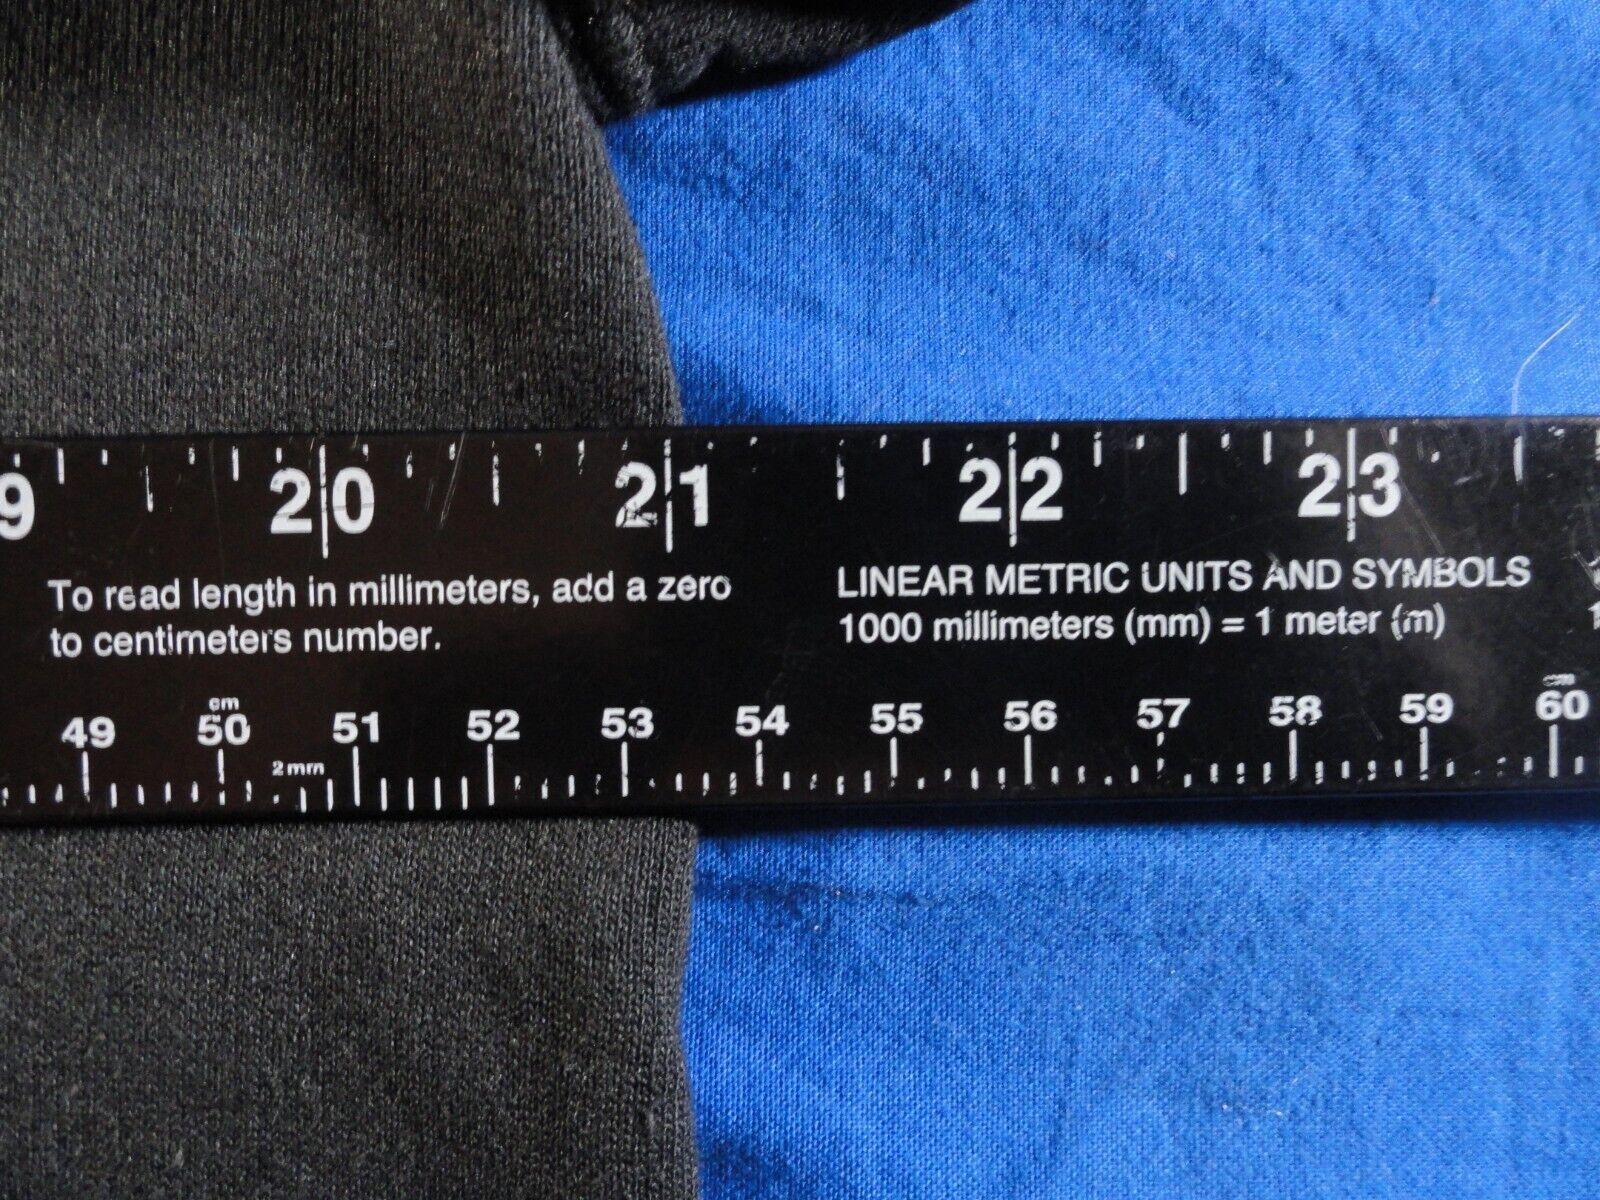 9 20 21 22 23
To read length in millimeters, add a zero
to centimeters number.
LINEAR METRIC UNITS AND SYMBOLS
1000 millimeters (mm) = 1 meter (m)
cm cm
49 50 51 52 53 54 55 56 57 58 59 60
2mm